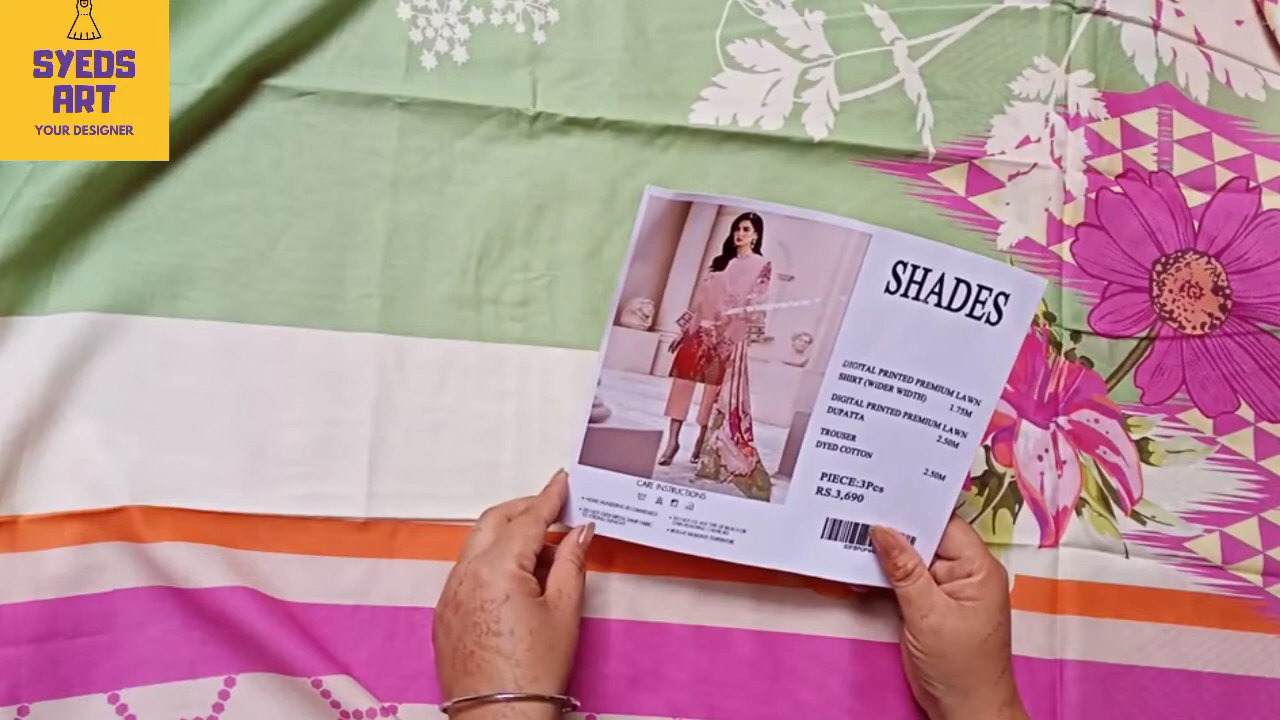 SYEDS
ART
YOUR DESIGNER
SHADES
DIGITAL PRINTED PREMIUM LAWN
SHIRT (WIDER WIDTH) 1.75M
DIGITAL PRINTED PREMIUM LAWN
DUPATTA 2.50M
TROUSER
DYED COTTON 2.50M
PIECE:3Pcs
RS.3,690
CARE INSTRUCTIONS